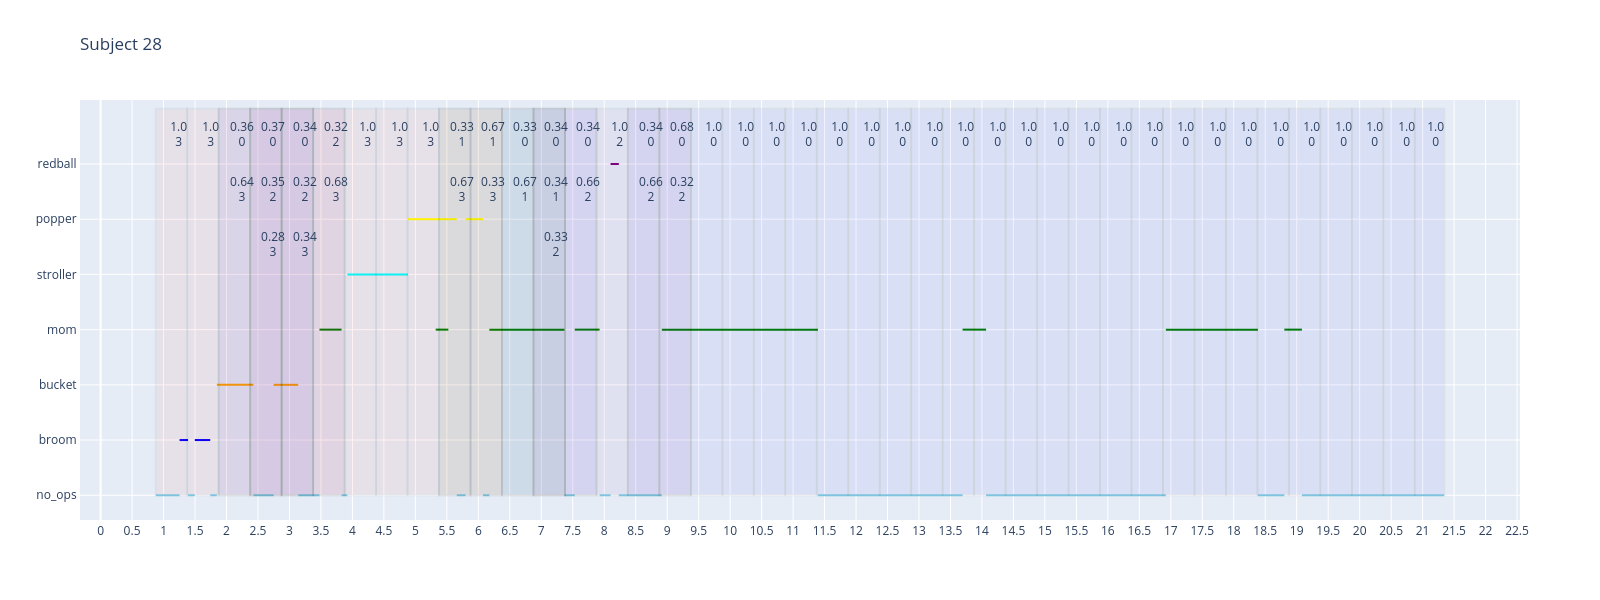 Subject 28
1.0 1.0 0.36 0.37 0.34 0.32 1.0 1.0 1.0 0.33 0.67 0.33 0.34 0.34 1.0 0.34 0.68 1.0 1.0 1.0 1.0 1.0 1.0 1.0 1.0 1.0 1.0 1.0 1.0 1.0 1.0 1.0 1.0 1.0 1.0 1.0 1.0 1.0 1.0 1.0 1.0
3 3 0 0 0 2 3 3 3 1 1 0 0 0 2 0 0 0 0 0 0 0 0 0 0 0 0 0 0 0 0 0 0 0 0 0 0 0 0 0 0
redball
0.64 0.35 0.32 0.68 0.67 0.33 0.67 0.34 0.66 0.66 0.32
3 2 2 3 3 3 1 1 2 2 2
popper
0.28 0.34 0.33
3 3 2
stroller
mom
bucket
broom
no_ops
0 0.5 1 1.5 2 2.5 3 3.5 4 4.5 5 5.5 6 6.5 7 7.5 8 8.5 9 9.5 10 10.5 11 11.5 12 12.5 13 13.5 14 14.5 15 15.5 16 16.5 17 17.5 18 18.5 19 19.5 20 20.5 21 21.5 22 22.5